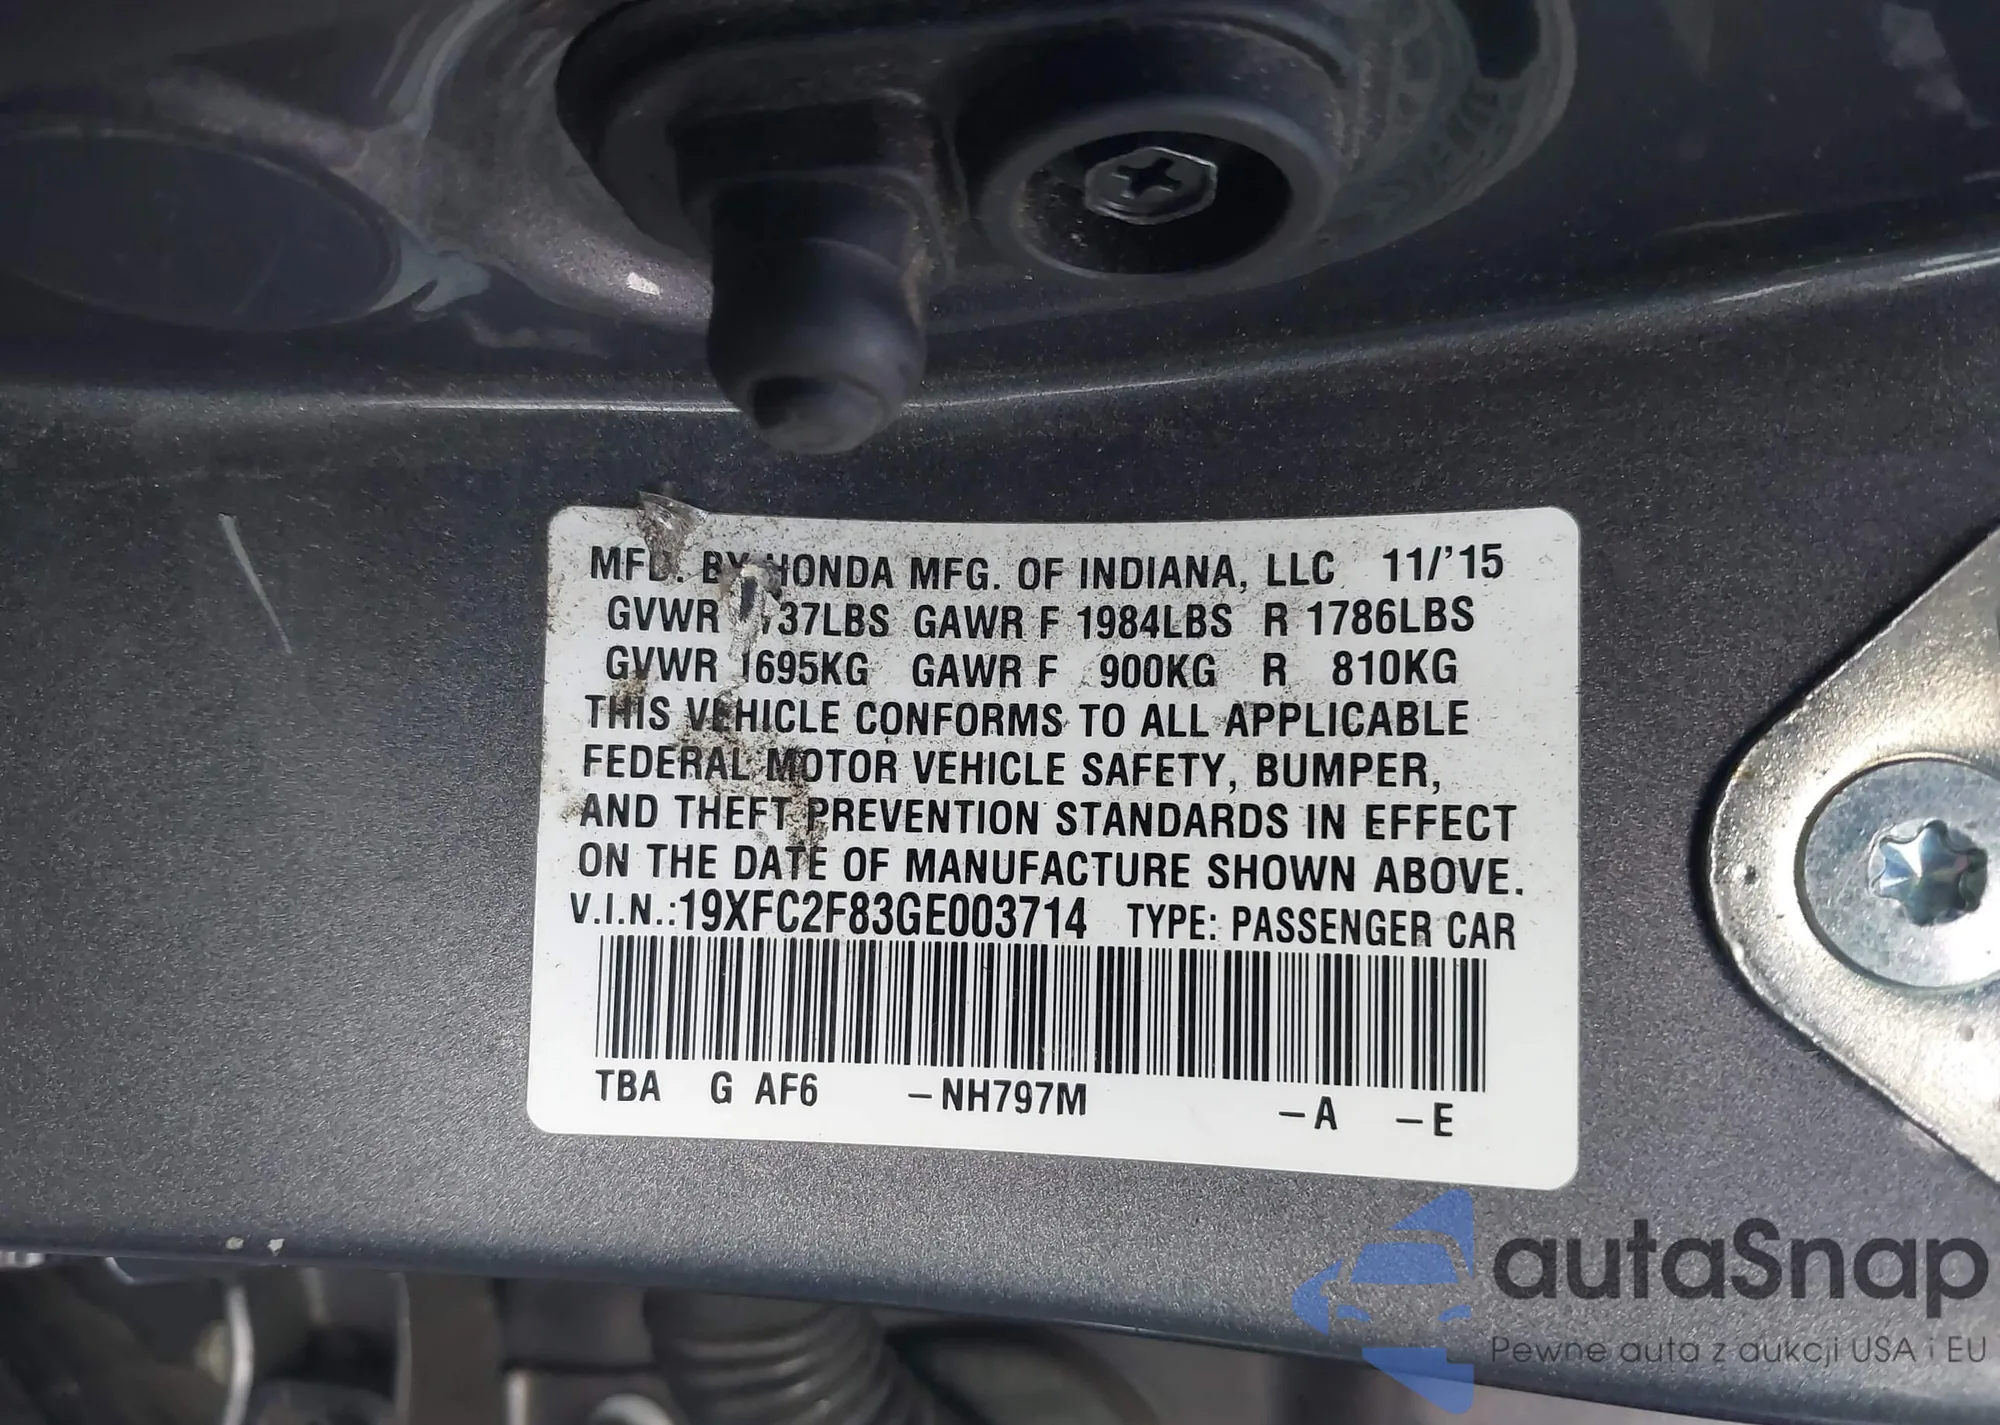 MFD. BY HONDA MFG. OF INDIANA, LLC 11/'15
GVWR 37LBS GAWR F 1984LBS R 1786LBS
GVWR 1695KG GAWR F 900KG R 810KG
THIS VEHICLE CONFORMS TO ALL APPLICABLE
FEDERAL MOTOR VEHICLE SAFETY, BUMPER,
AND THEFT PREVENTION STANDARDS IN EFFECT
ON THE DATE OF MANUFACTURE SHOWN ABOVE.
V.I.N.:19XFC2F83GE003714 TYPE: PASSENGER CAR
TBA G AF6 –NH797M –A –E
autaSnap
Pewne auta z aukcji USA i EU